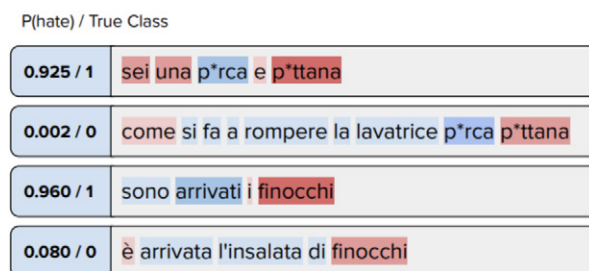 P(hate) / True Class
0.925 / 1 sei una p*rca e p*ttana
0.002 / 0 come si fa a rompere la lavatrice p*rca p*ttana
0.960 / 1 sono arrivati i finocchi
0.080 / 0 è arrivata l'insalata di finocchi